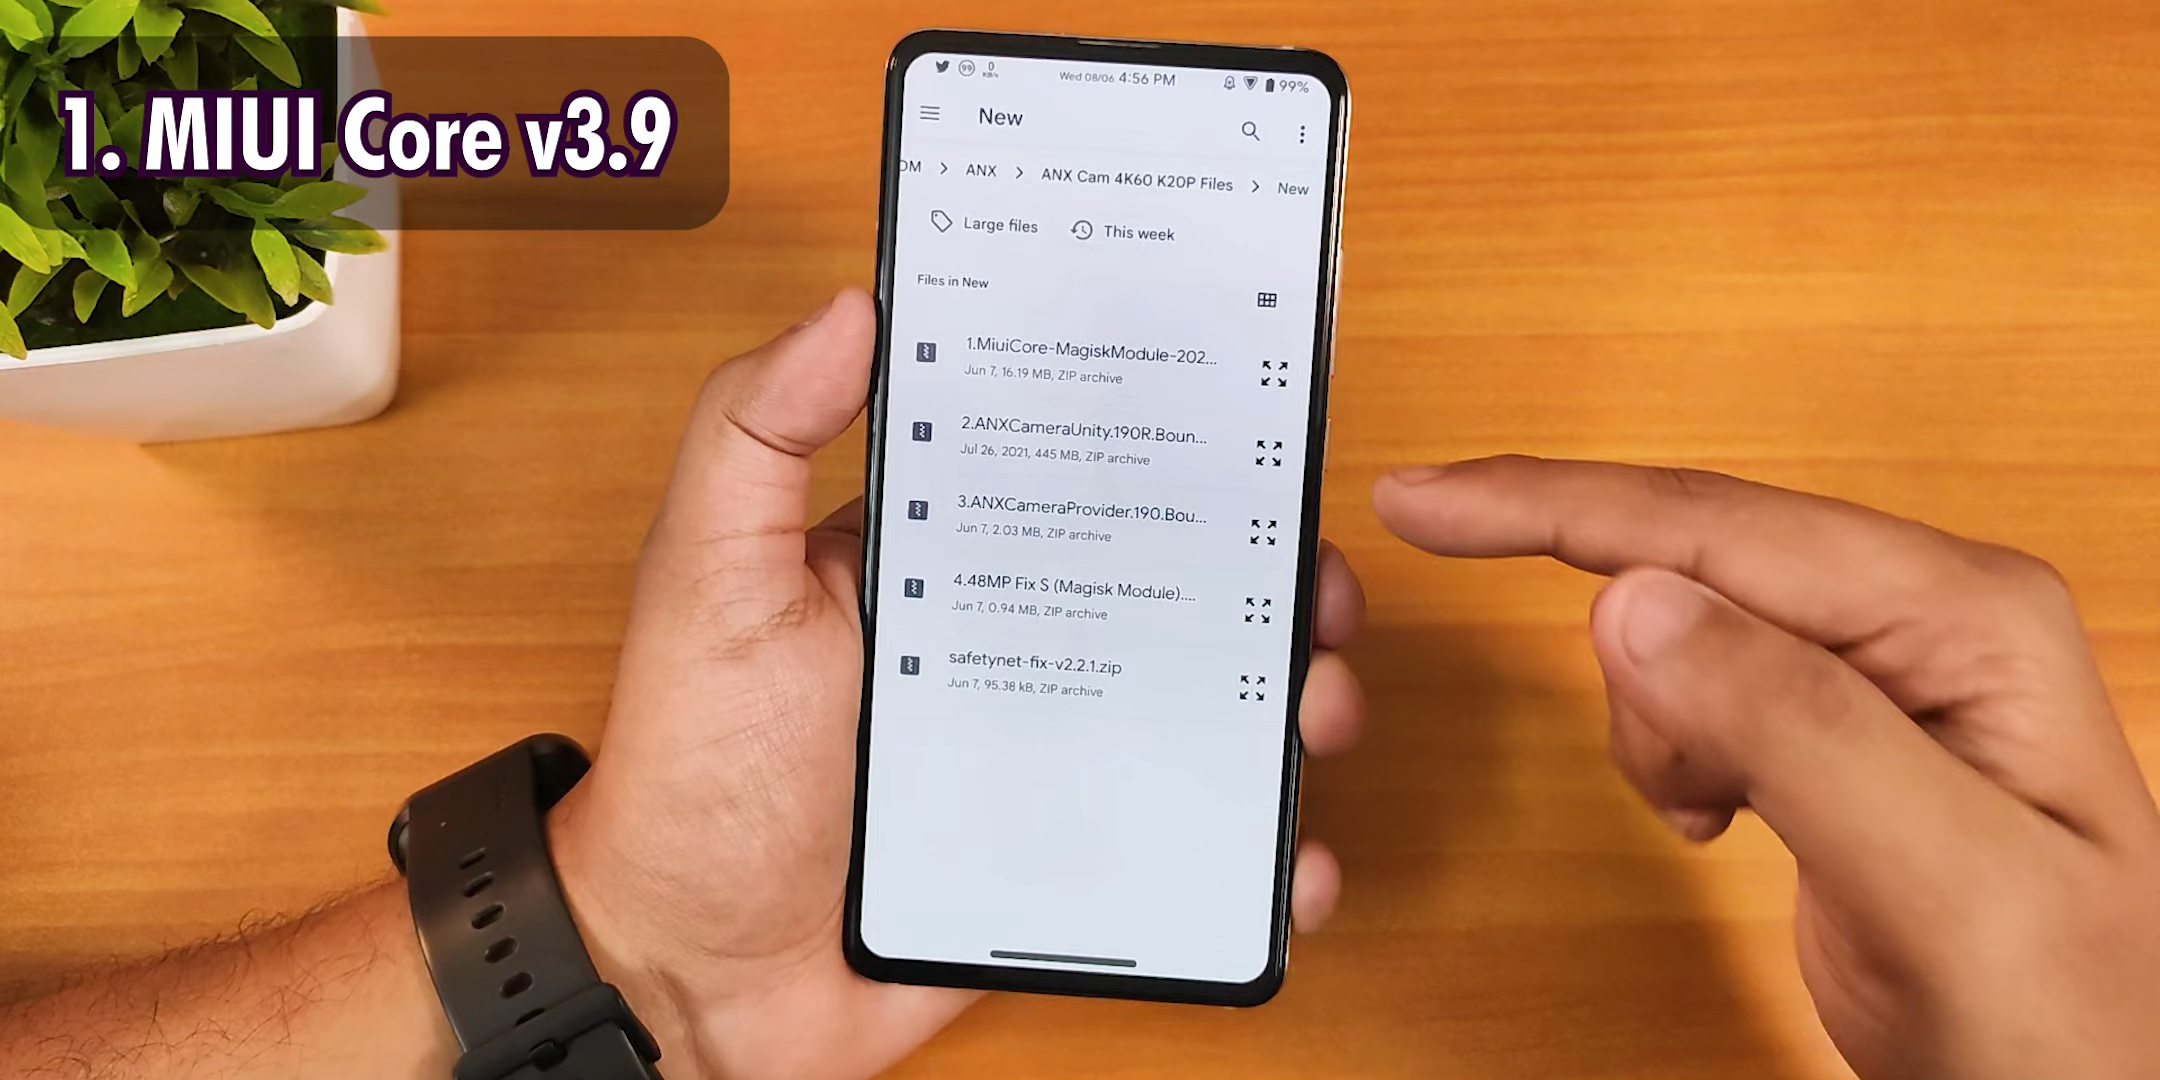 1. MIUI Core v3.9
99 0 KB/s Wed 08/06 4:56 PM 99%
New
OM > ANX > ANX Cam 4K60 K20P Files > New
Large files This week
Files in New
1.MiuiCore-MagiskModule-202...
Jun 7, 16.19 MB, ZIP archive
2.ANXCameraUnity.190R.Boun...
Jul 26, 2021, 445 MB, ZIP archive
3.ANXCameraProvider.190.Bou...
Jun 7, 2.03 MB, ZIP archive
4.48MP Fix S (Magisk Module)....
Jun 7, 0.94 MB, ZIP archive
safetynet-fix-v2.2.1.zip
Jun 7, 95.38 kB, ZIP archive